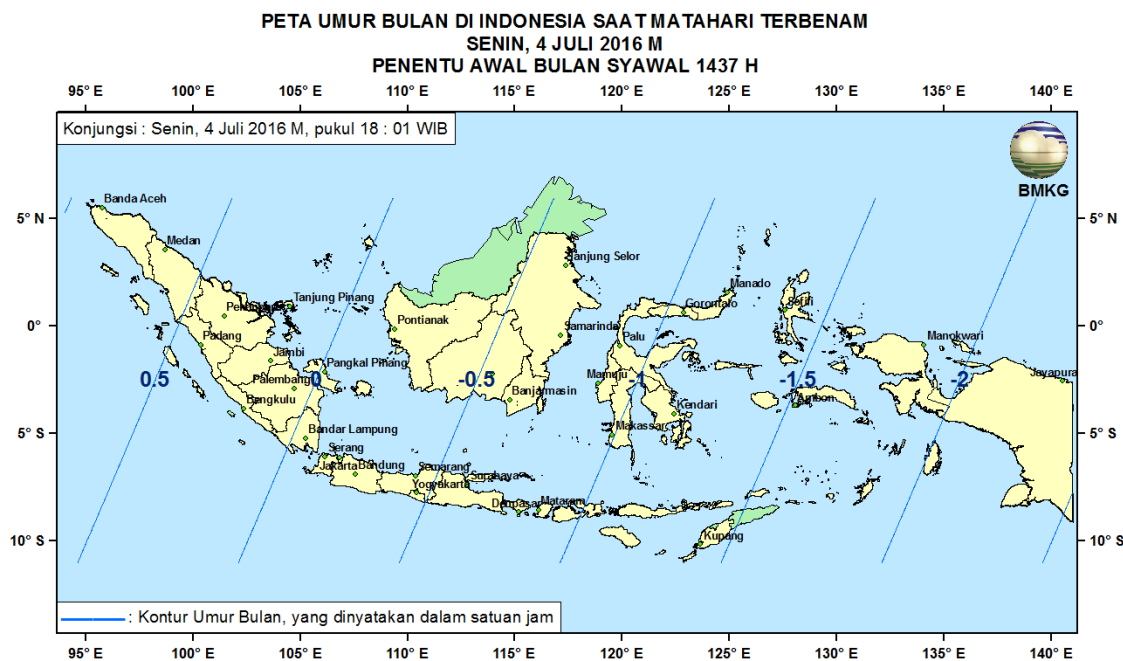 PETA UMUR BULAN DI INDONESIA SAAT MATAHARI TERBENAM
SENIN, 4 JULI 2016 M
PENENTU AWAL BULAN SYAWAL 1437 H
95° E 100° E 105° E 110° E 115° E 120° E 125° E 130° E 135° E 140° E
Konjungsi : Senin, 4 Juli 2016 M, pukul 18 : 01 WIB
BMKG
Banda Aceh
5° N 5° N
Medan
Tanjung Selor
Manado
Tanjung Pinang
Gorontalo
Sofifi
Pontianak
0° 0°
Samarinda
Padang
Palu
Manokwari
Jambi
Pangkal Pinang
Jayapura
0.5 0 -0.5 -1 -1.5 -2
Palembang
Mamuju
Bengkulu
Banjarmasin
Ambon
Kendari
Bandar Lampung
Makassar
5° S 5° S
Serang
Jakarta Bandung Semarang
Surabaya
Yogyakarta
Denpasar Mataram
Kupang
10° S 10° S
: Kontur Umur Bulan, yang dinyatakan dalam satuan jam
95° E 100° E 105° E 110° E 115° E 120° E 125° E 130° E 135° E 140° E